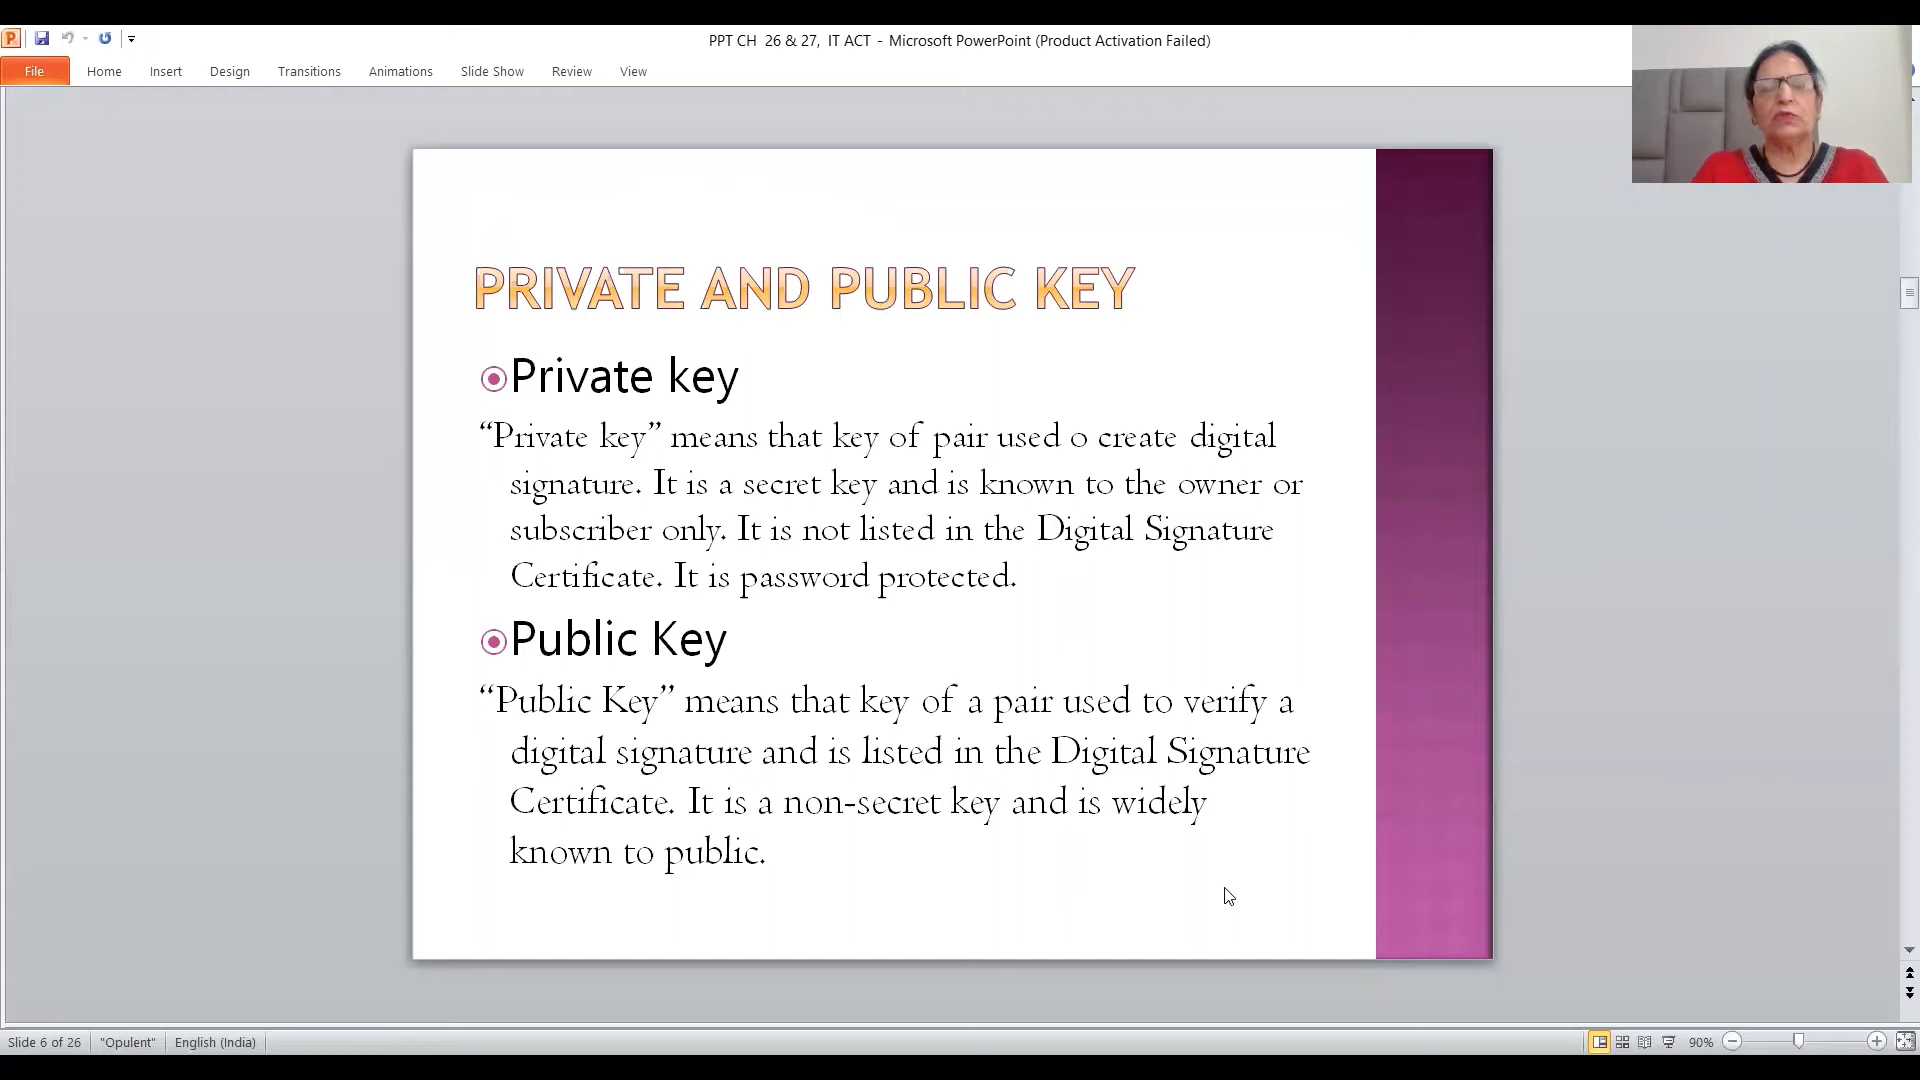 PPT CH 26 & 27, IT ACT - Microsoft PowerPoint (Product Activation Failed)
File Home Insert Design Transitions Animations Slide Show Review View
PRIVATE AND PUBLIC KEY
Private key
“Private key” means that key of pair used o create digital
signature. It is a secret key and is known to the owner or
subscriber only. It is not listed in the Digital Signature
Certificate. It is password protected.
Public Key
“Public Key” means that key of a pair used to verify a
digital signature and is listed in the Digital Signature
Certificate. It is a non-secret key and is widely
known to public.
Slide 6 of 26 "Opulent" English (India) 90%